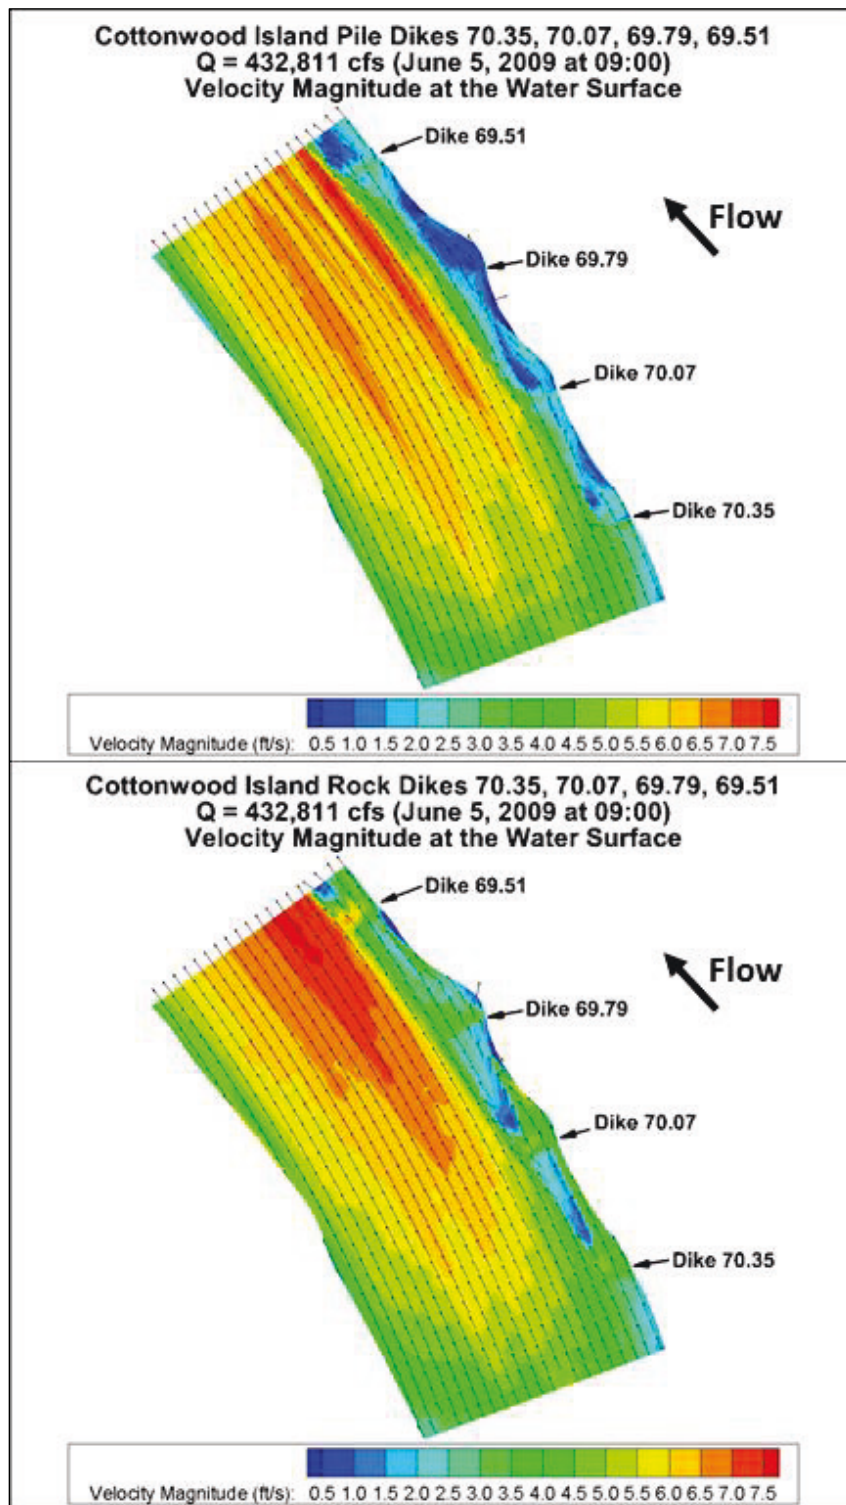 Cottonwood Island Pile Dikes 70.35, 70.07, 69.79, 69.51
Q = 432,811 cfs (June 5, 2009 at 09:00)
Velocity Magnitude at the Water Surface
Dike 69.51
Flow
Dike 69.79
Dike 70.07
Dike 70.35
Velocity Magnitude (ft/s): 0.5 1.0 1.5 2.0 2.5 3.0 3.5 4.0 4.5 5.0 5.5 6.0 6.5 7.0 7.5
Cottonwood Island Rock Dikes 70.35, 70.07, 69.79, 69.51
Q = 432,811 cfs (June 5, 2009 at 09:00)
Velocity Magnitude at the Water Surface
Dike 69.51
Flow
Dike 69.79
Dike 70.07
Dike 70.35
Velocity Magnitude (ft/s): 0.5 1.0 1.5 2.0 2.5 3.0 3.5 4.0 4.5 5.0 5.5 6.0 6.5 7.0 7.5